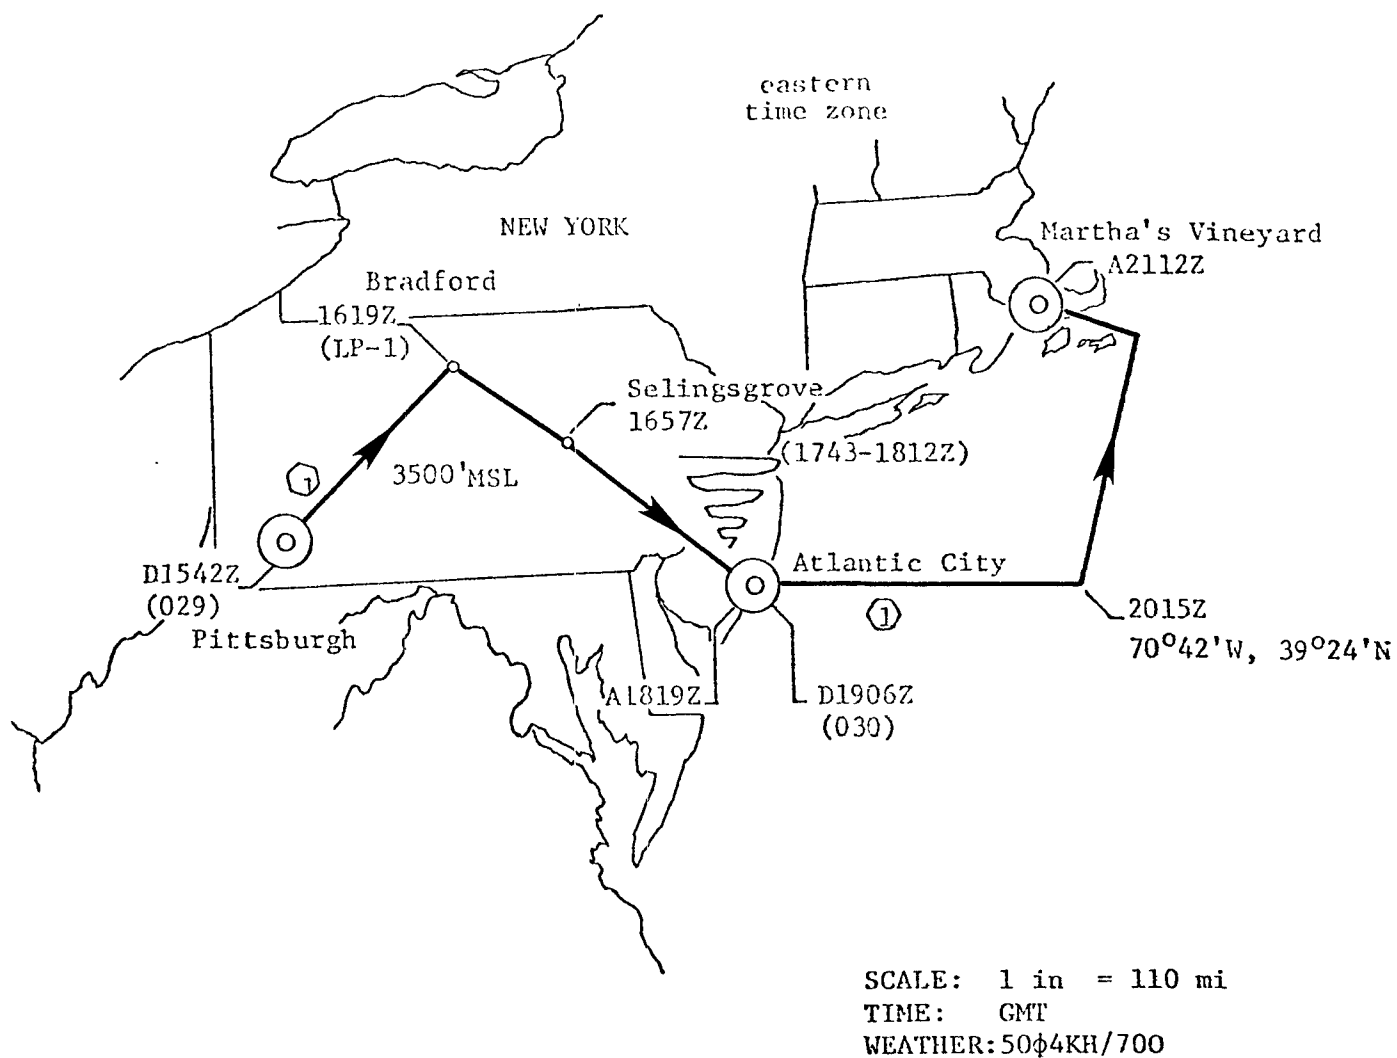 eastern
time zone
NEW YORK
Martha's Vineyard
A2112Z
Bradford
1619Z
(LP-1)
Selingsgrove
1657Z
(1743-1812Z)
3500'MSL
1
D1542Z
(029)
Pittsburgh
Atlantic City
1
2015Z
70°42'W, 39°24'N
A1819Z
D1906Z
(030)
SCALE: 1 in = 110 mi
TIME: GMT
WEATHER:50ϕ4KH/700